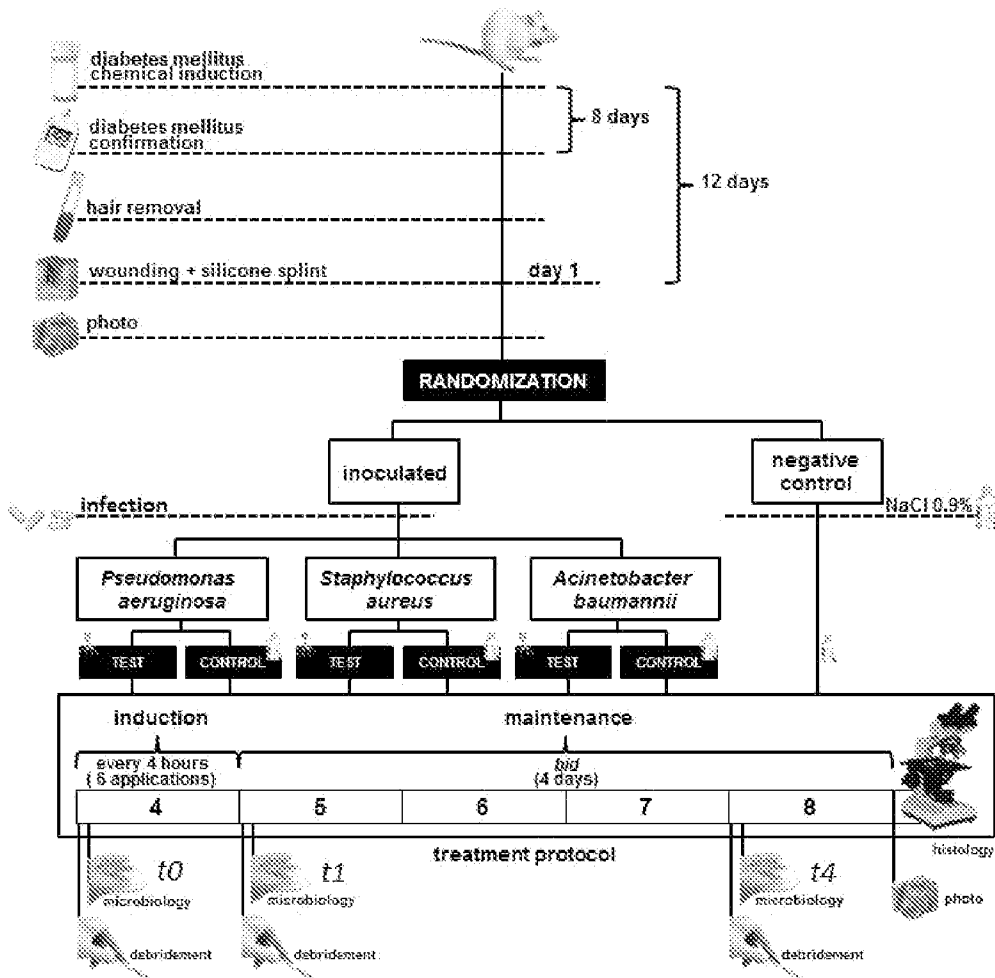 diabetes mellitus
chemical induction
8 days
diabetes mellitus
confirmation
12 days
hair removal
wounding + silicone splint
day 1
photo
RANDOMIZATION
inoculated
negative
control
infection
NaCl 0.9%
Pseudomonas
aeruginosa
Staphylococcus
aureus
Acinetobacter
baumannii
TEST
CONTROL
TEST
CONTROL
TEST
CONTROL
induction
maintenance
every 4 hours
( 6 applications)
bid
(4 days)
4
5
6
7
8
histology
treatment protocol
t0
microbiology
t1
microbiology
t4
microbiology
photo
debridement
debridement
debridement